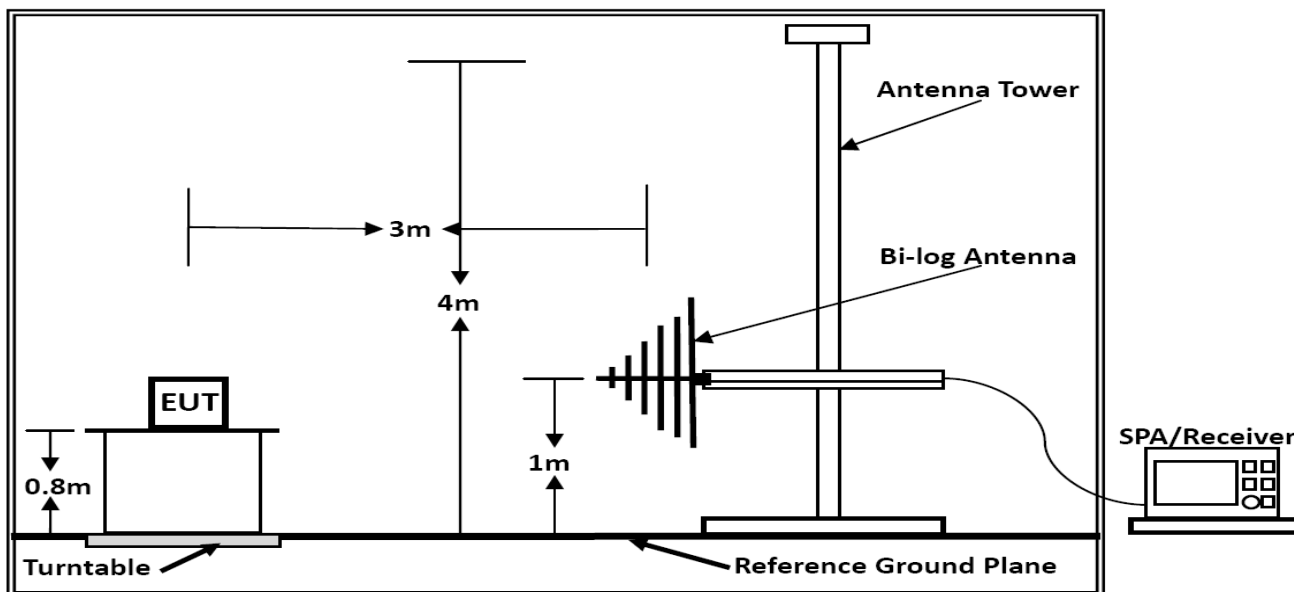 Antenna Tower
3m
Bi-log Antenna
4m
EUT
SPA/Receiver
1m
0.8m
Turntable
Reference Ground Plane